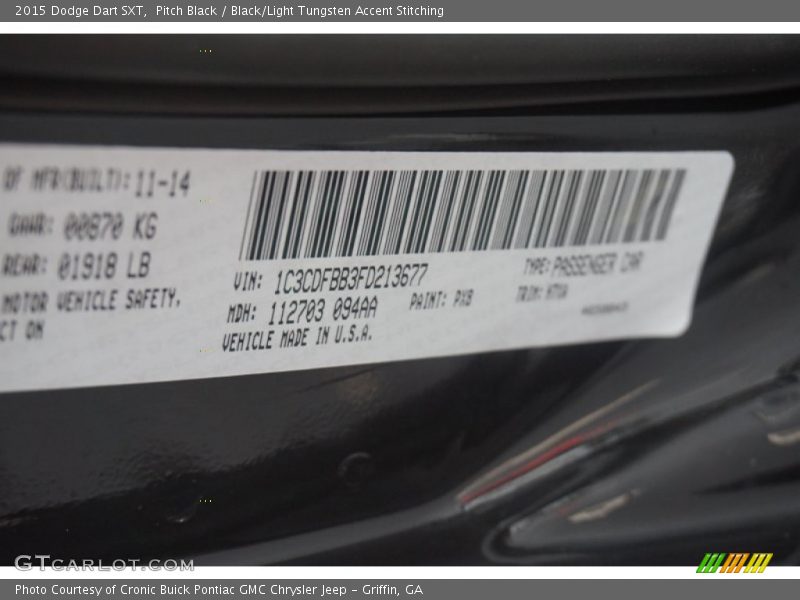 2015 Dodge Dart SXT, Pitch Black / Black/Light Tungsten Accent Stitching
OF MFR(BUILT): 11-14
GAWR: 00870 KG
REAR: 01918 LB
MOTOR VEHICLE SAFETY,
CT ON
VIN: 1C3CDFBB3FD213677
TYPE: PASSENGER CAR
MDH: 112703 094AA
PAINT: PX8
TRIM:
VEHICLE MADE IN U.S.A.
GTcarlot.com
Photo Courtesy of Cronic Buick Pontiac GMC Chrysler Jeep - Griffin, GA